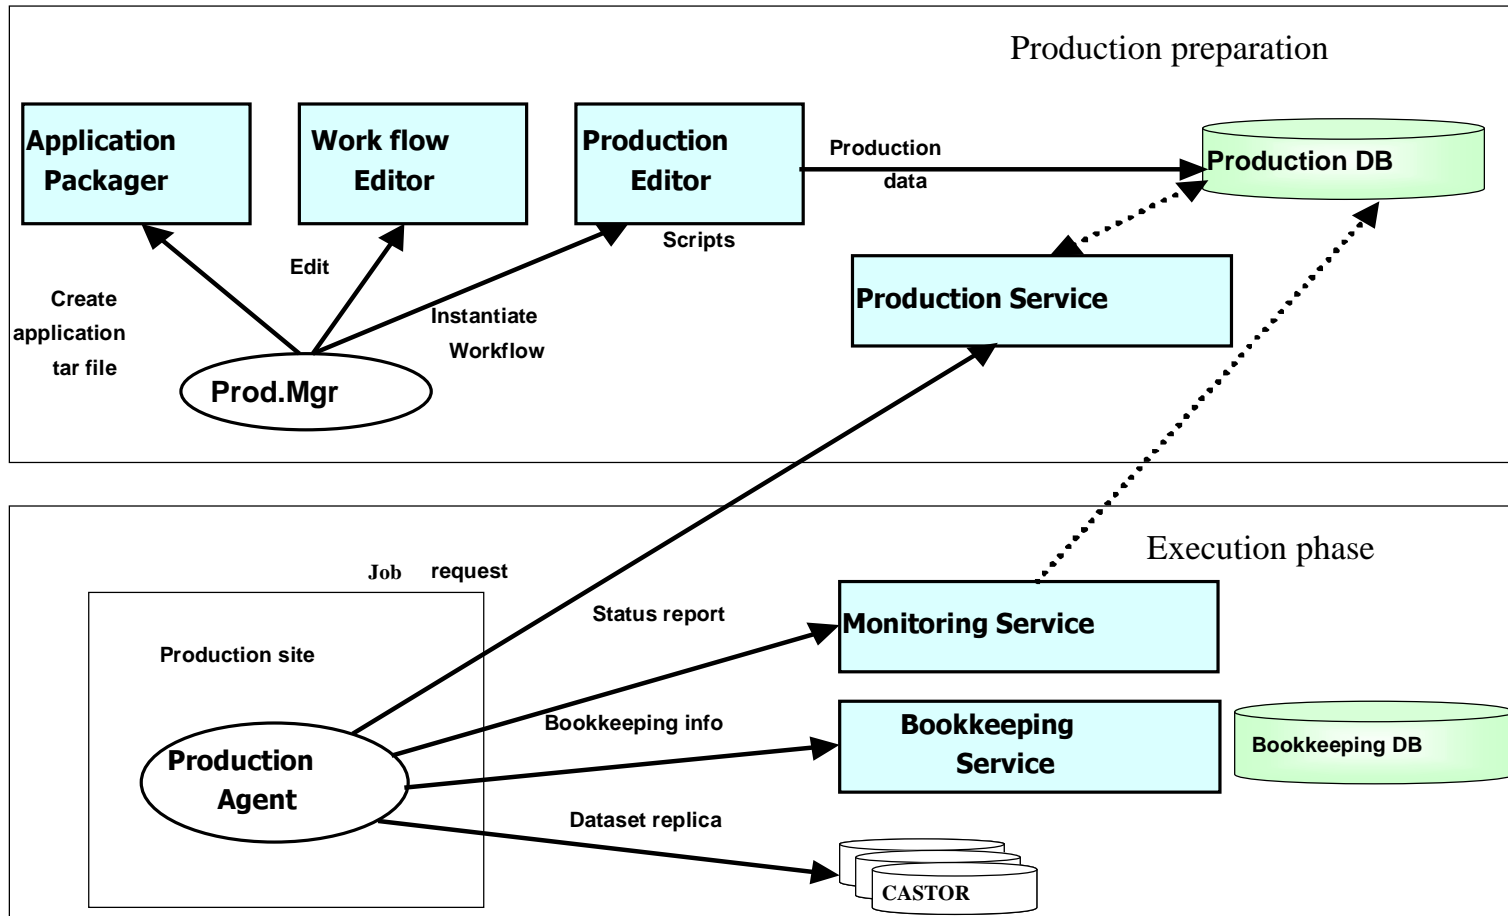 Production preparation
Application
Packager
Work flow
Editor
Production
Editor
Production
data
Production DB
Scripts
Edit
Production Service
Create
application
tar file
Instantiate
Workflow
Prod.Mgr
Execution phase
Job request
Status report
Monitoring Service
Production site
Bookkeeping info
Bookkeeping
Service
Bookkeeping DB
Production
Agent
Dataset replica
CASTOR